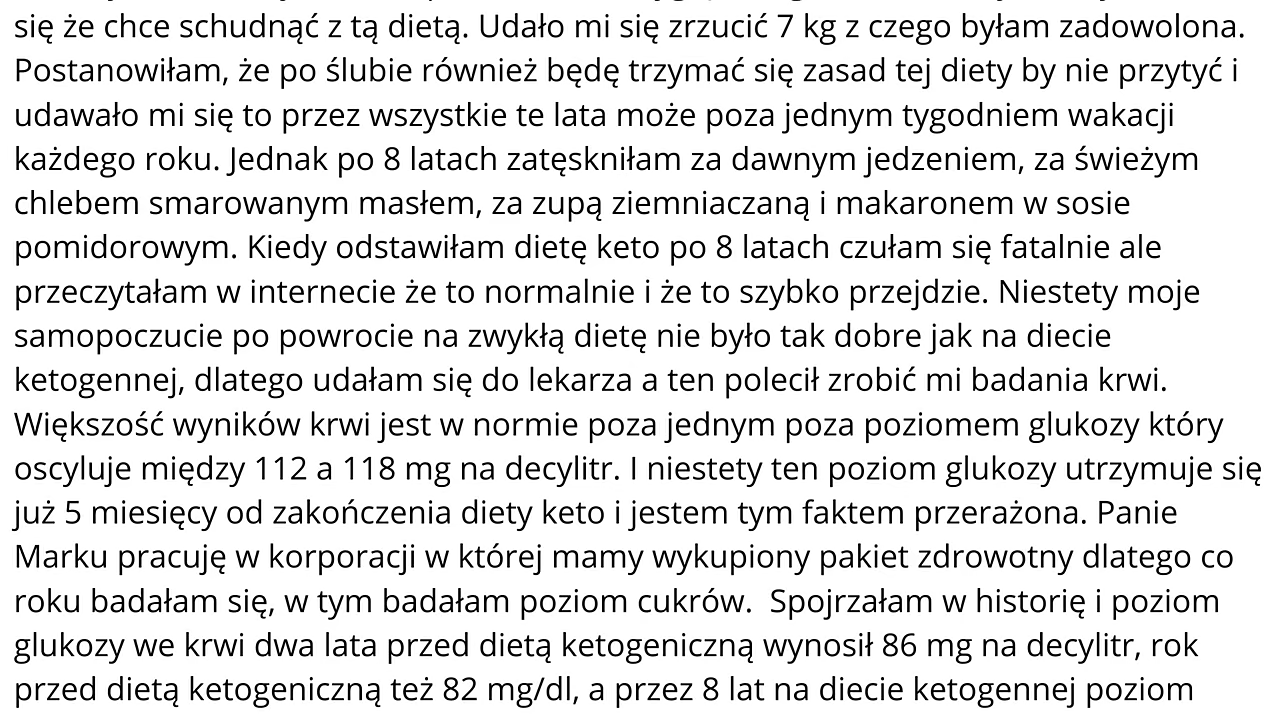 się że chce schudnąć z tą dietą. Udało mi się zrzucić 7 kg z czego byłam zadowolona.
Postanowiłam, że po ślubie również będę trzymać się zasad tej diety by nie przytyć i
udawało mi się to przez wszystkie te lata może poza jednym tygodniem wakacji
każdego roku. Jednak po 8 latach zatęskniłam za dawnym jedzeniem, za świeżym
chlebem smarowanym masłem, za zupą ziemniaczaną i makaronem w sosie
pomidorowym. Kiedy odstawiłam dietę keto po 8 latach czułam się fatalnie ale
przeczytałam w internecie że to normalnie i że to szybko przejdzie. Niestety moje
samopoczucie po powrocie na zwykłą dietę nie było tak dobre jak na diecie
ketogennej, dlatego udałam się do lekarza a ten polecił zrobić mi badania krwi.
Większość wyników krwi jest w normie poza jednym poza poziomem glukozy który
oscyluje między 112 a 118 mg na decylitr. I niestety ten poziom glukozy utrzymuje się
już 5 miesięcy od zakończenia diety keto i jestem tym faktem przerażona. Panie
Marku pracuję w korporacji w której mamy wykupiony pakiet zdrowotny dlatego co
roku badałam się, w tym badałam poziom cukrów.  Spojrzałam w historię i poziom
glukozy we krwi dwa lata przed dietą ketogeniczną wynosił 86 mg na decylitr, rok
przed dietą ketogeniczną też 82 mg/dl, a przez 8 lat na diecie ketogennej poziom